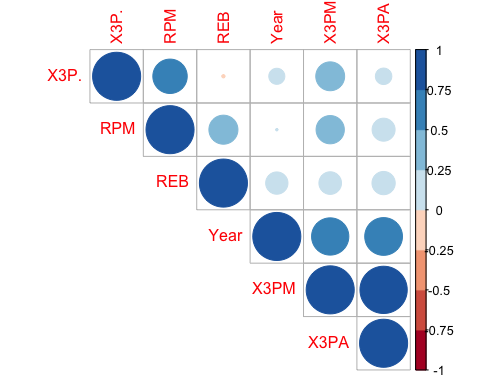 X3P. RPM REB Year X3PM X3PA
X3P.
RPM
REB
Year
X3PM
X3PA
1
0.75
0.5
0.25
0
-0.25
-0.5
-0.75
-1